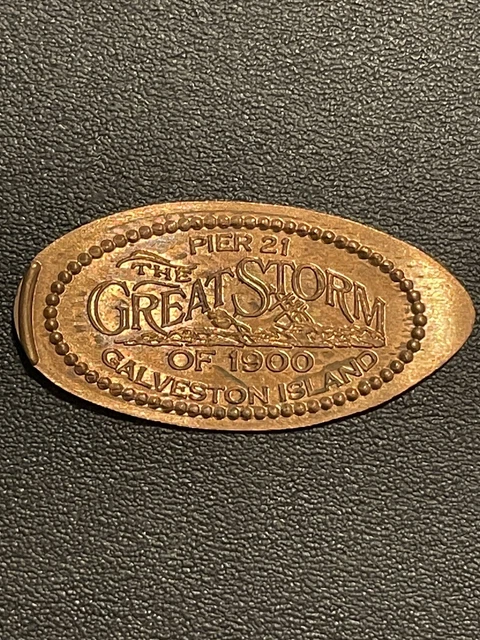 PIER 21
THE
GREAT STORM
OF 1900
GALVESTON ISLAND